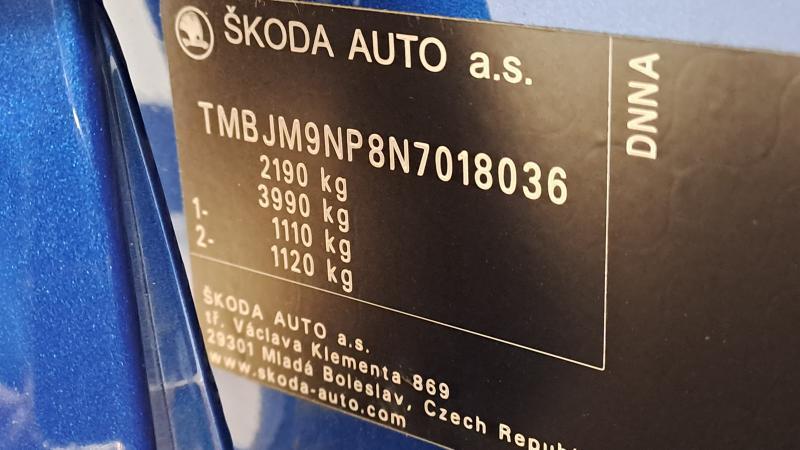 ŠKODA AUTO a.s.
DNNA
TMBJM9NP8N7018036
2190 kg
3990 kg
1- 1110 kg
2- 1120 kg
ŠKODA AUTO a.s.
tř. Václava Klementa 869
29301 Mladá Boleslav, Czech Republi
www.skoda-auto.com